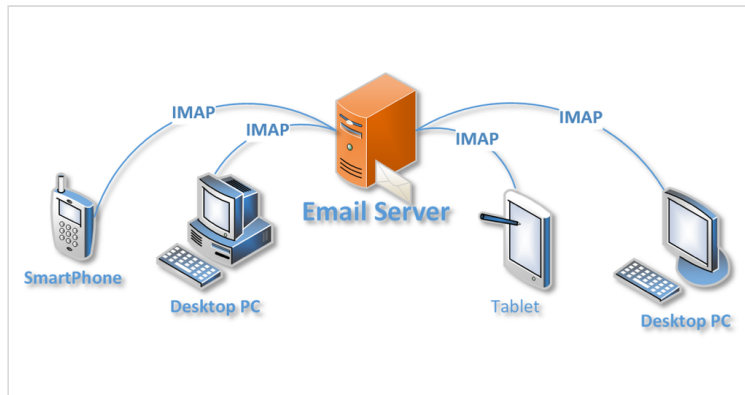 IMAP
IMAP
IMAP
IMAP
Email Server
SmartPhone
Desktop PC
Tablet
Desktop PC